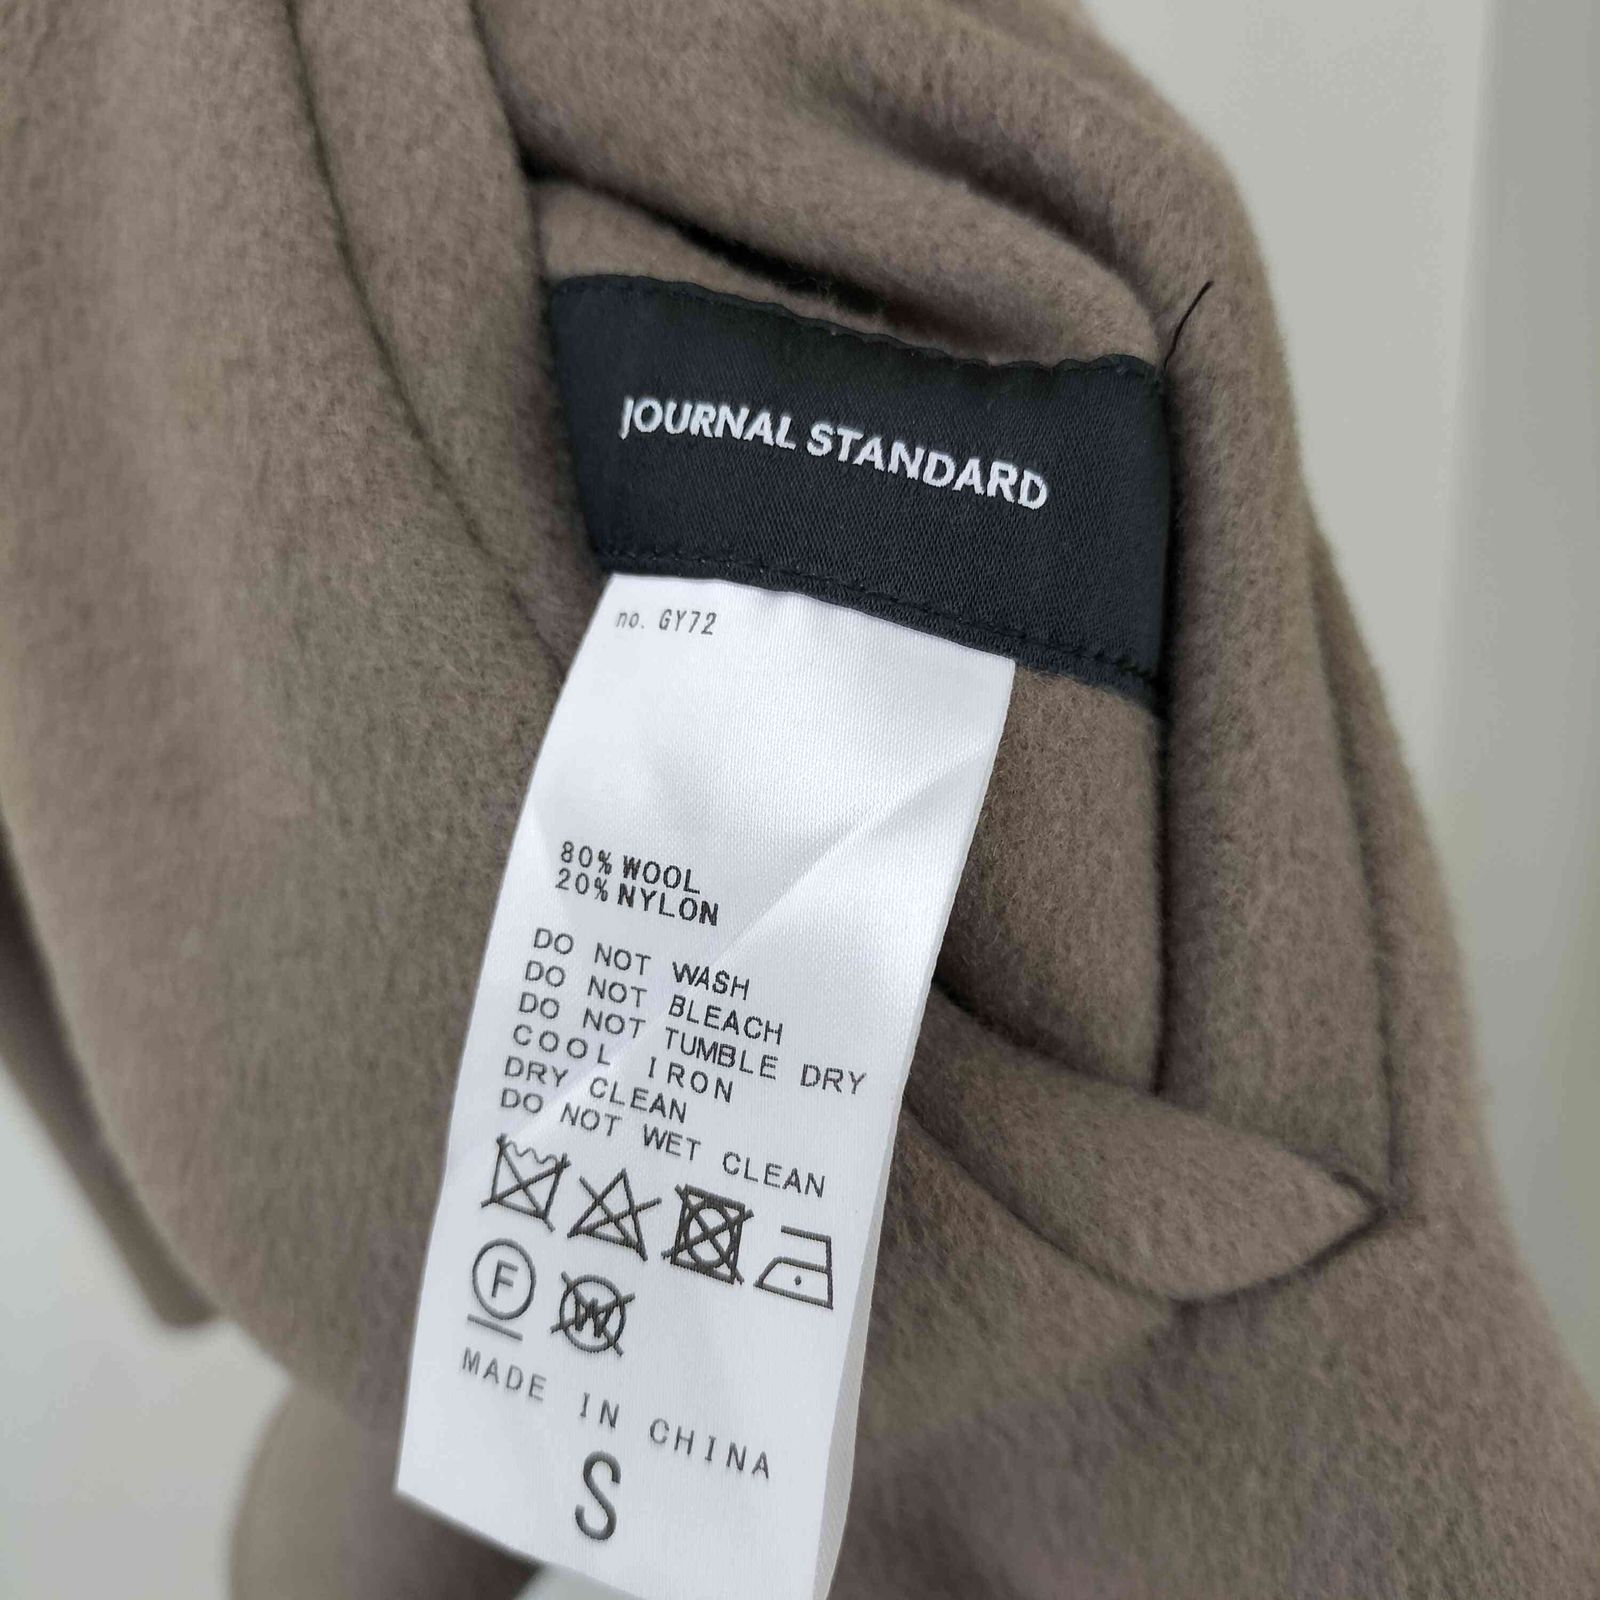 JOURNAL STANDARD
no. GY72
80% WOOL
20% NYLON
DO NOT WASH
DO NOT BLEACH
DO NOT TUMBLE DRY
COOL IRON
DRY CLEAN
DO NOT WET CLEAN
F W
MADE IN CHINA
S